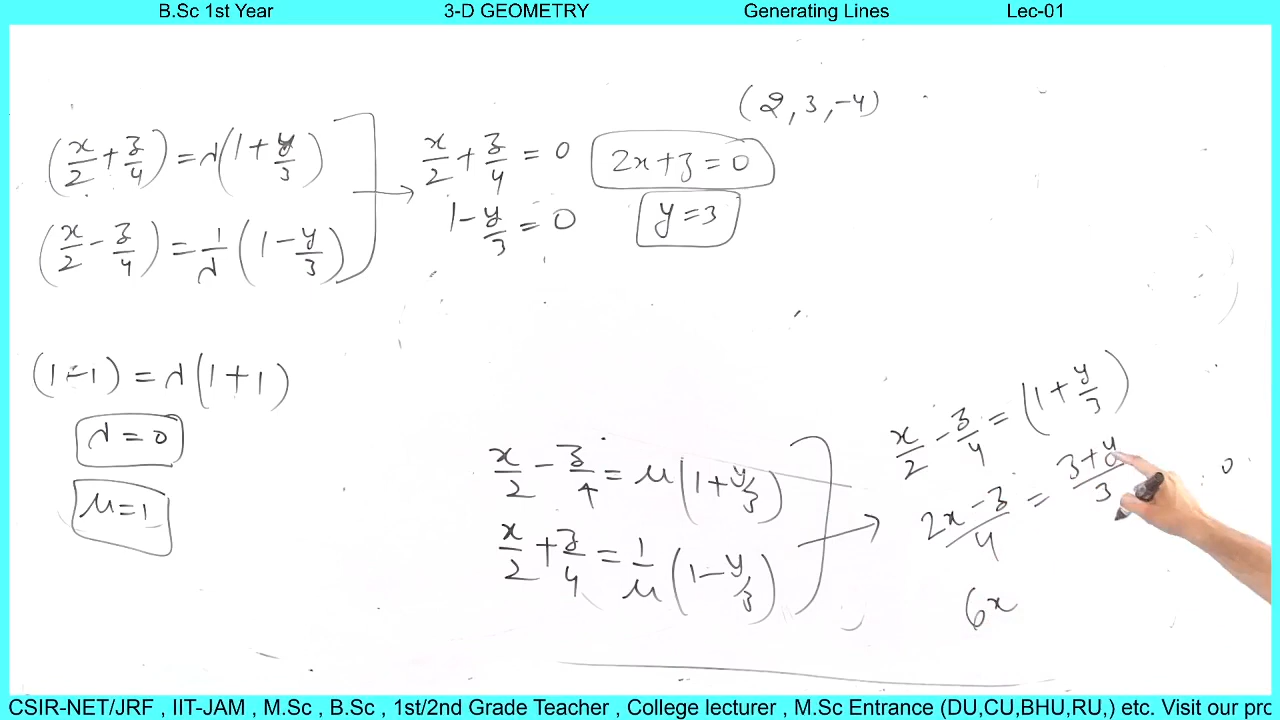 B.Sc 1st Year 3-D GEOMETRY Generating Lines Lec-01
(2, 3, -4)
(x/2 + z/4) = λ(1 + y/3)
(x/2 - z/4) = 1/λ (1 - y/3)
x/2 + z/4 = 0
1 - y/3 = 0
2x + z = 0
y = 3
(1-1) = λ(1+1)
λ = 0
μ = 1
x/2 - z/4 = μ(1 + y/3)
x/2 + z/4 = 1/μ (1 - y/3)
x/2 - z/4 = (1 + y/3)
2x - z/4 = 3 + y/3
6x
CSIR-NET/JRF , IIT-JAM , M.Sc , B.Sc , 1st/2nd Grade Teacher , College lecturer , M.Sc Entrance (DU,CU,BHU,RU,) etc. Visit our pro